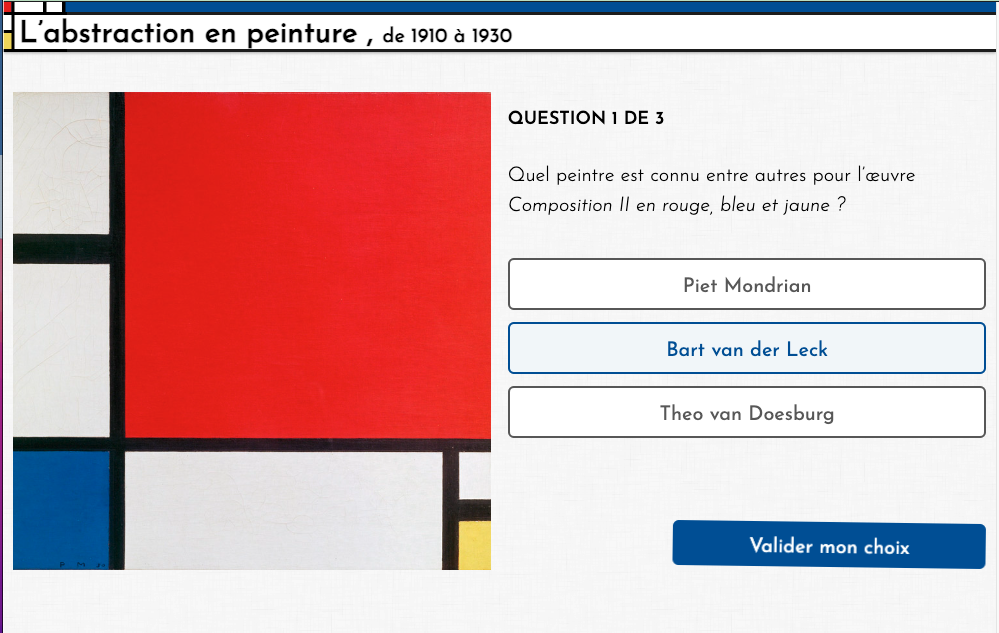 L'abstraction en peinture , de 1910 à 1930
QUESTION 1 DE 3
Quel peintre est connu entre autres pour l'œuvre
Composition II en rouge, bleu et jaune ?
Piet Mondrian
Bart van der Leck
Theo van Doesburg
Valider mon choix